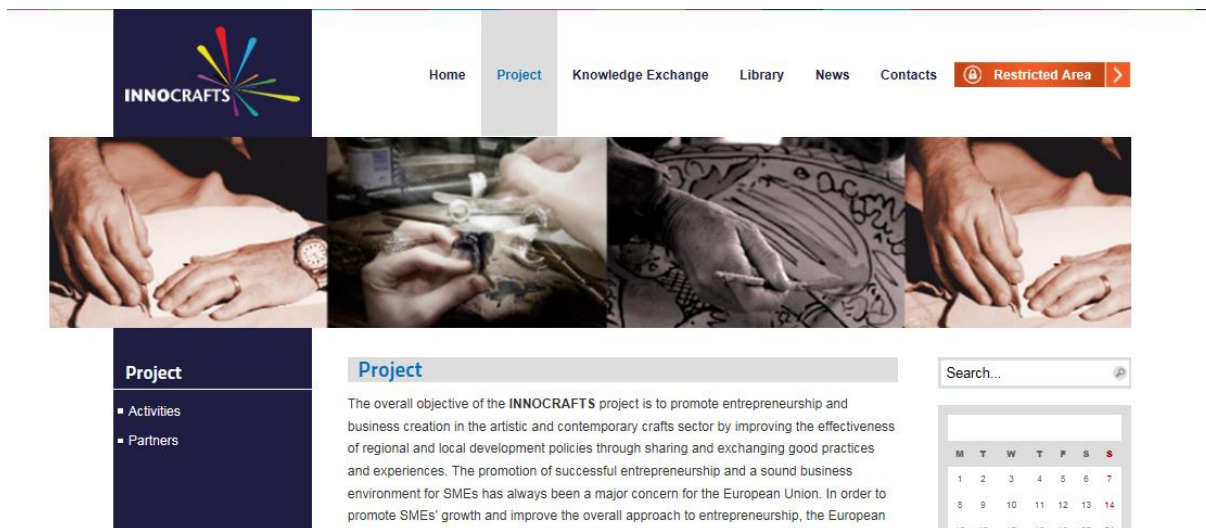 INNOCRAFTS
Home Project Knowledge Exchange Library News Contacts Restricted Area
Project
Activities
Partners
Project
The overall objective of the INNOCRAFTS project is to promote entrepreneurship and
business creation in the artistic and contemporary crafts sector by improving the effectiveness
of regional and local development policies through sharing and exchanging good practices
and experiences. The promotion of successful entrepreneurship and a sound business
environment for SMEs has always been a major concern for the European Union. In order to
promote SMEs' growth and improve the overall approach to entrepreneurship, the European
Search...
M T W T F S S
1 2 3 4 5 6 7
8 9 10 11 12 13 14